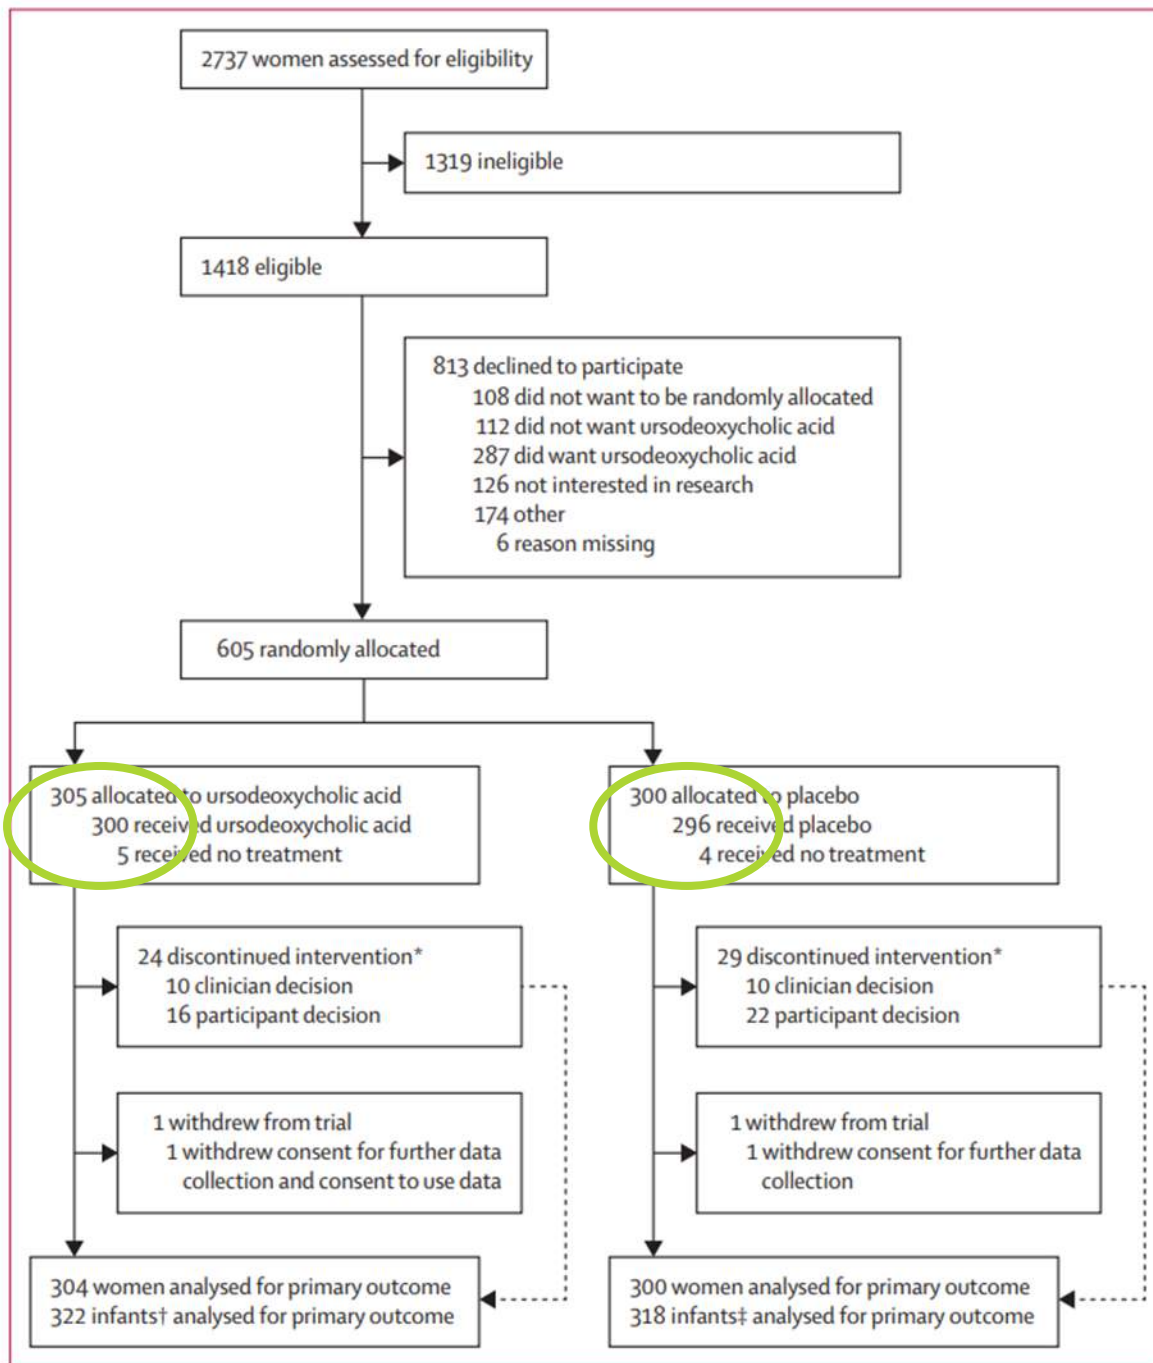 2737 women assessed for eligibility
1319 ineligible
1418 eligible
813 declined to participate
108 did not want to be randomly allocated
112 did not want ursodeoxycholic acid
287 did want ursodeoxycholic acid
126 not interested in research
174 other
6 reason missing
605 randomly allocated
305 allocated to ursodeoxycholic acid
300 received ursodeoxycholic acid
5 received no treatment
300 allocated to placebo
296 received placebo
4 received no treatment
24 discontinued intervention*
10 clinician decision
16 participant decision
29 discontinued intervention*
10 clinician decision
22 participant decision
1 withdrew from trial
1 withdrew consent for further data
collection and consent to use data
1 withdrew from trial
1 withdrew consent for further data
collection
304 women analysed for primary outcome
322 infants† analysed for primary outcome
300 women analysed for primary outcome
318 infants‡ analysed for primary outcome